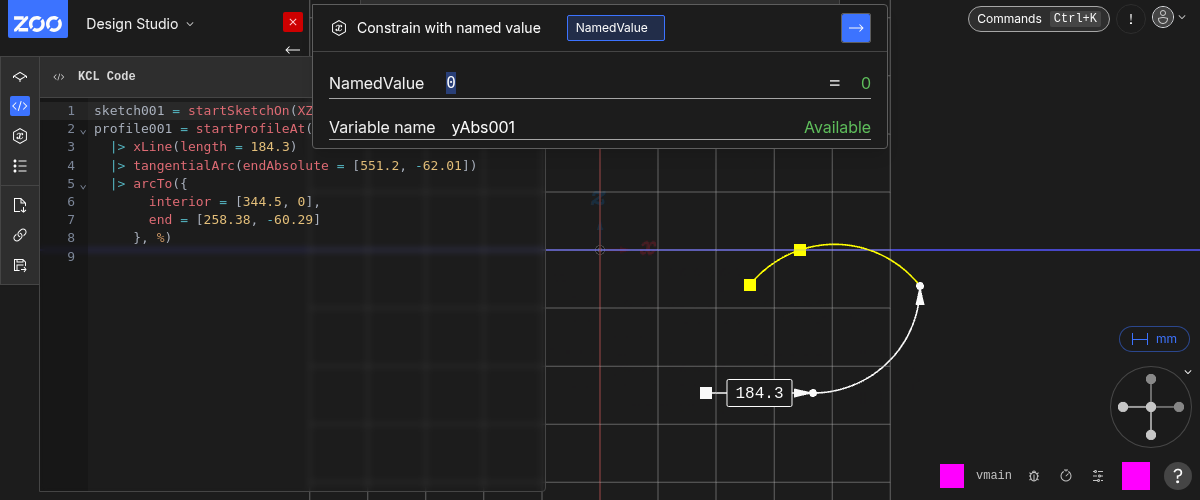 ZOO
Design Studio
Constrain with named value
NamedValue
Commands Ctrl+K
!
KCL Code
NamedValue 0 = 0
Variable name yAbs001 Available
1 sketch001 = startSketchOn(XZ
2 profile001 = startProfileAt(
3 |> xLine(length = 184.3)
4 |> tangentialArc(endAbsolute = [551.2, -62.01])
5 |> arcTo({
6 interior = [344.5, 0],
7 end = [258.38, -60.29]
8 }, %)
9
z
x
184.3
mm
vmain
?